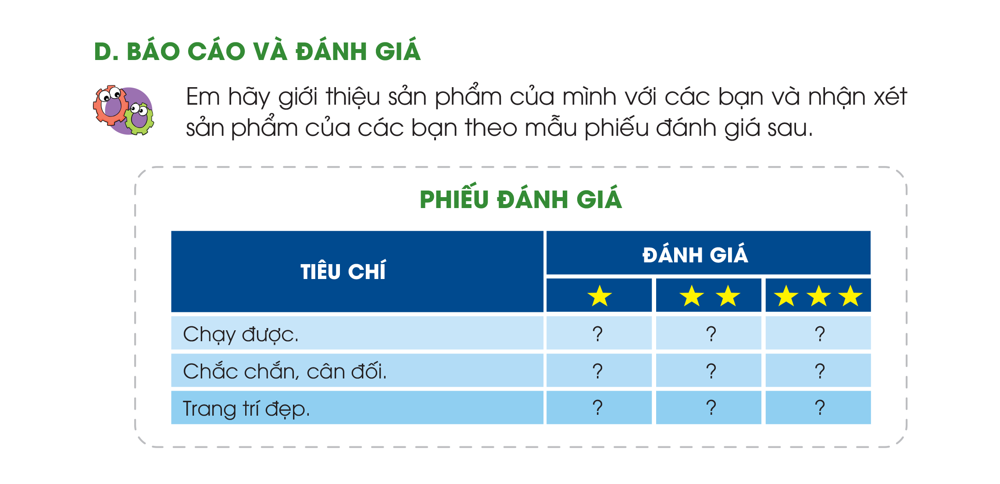 D. BÁO CÁO VÀ ĐÁNH GIÁ
Em hãy giới thiệu sản phẩm của mình với các bạn và nhận xét
sản phẩm của các bạn theo mẫu phiếu đánh giá sau.
PHIẾU ĐÁNH GIÁ
TIÊU CHÍ
ĐÁNH GIÁ
Chạy được. ? ? ?
Chắc chắn, cân đối. ? ? ?
Trang trí đẹp. ? ? ?